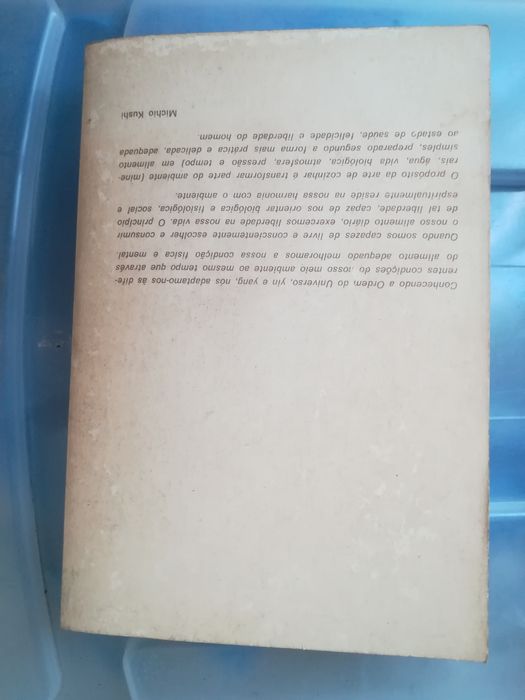 Conhecendo a Ordem do Universo, yin e yang, nós adaptamo-nos às dife-
rentes condições do nosso meio ambiente ao mesmo tempo que através
do alimento adequado melhoramos a nossa condição física e mental.
Quando somos capazes de livre e conscientemente escolher e consumir
o nosso alimento diário, exercemos liberdade na nossa vida. O princípio
de tal liberdade, capaz de nos orientar biológica e fisiológica, social e
espiritualmente reside na nossa harmonia com o ambiente.
O propósito da arte de cozinhar é transformar parte do ambiente (mine-
rais, água, vida biológica, atmosfera, pressão e tempo) em alimento
simples, preparado segundo a forma mais prática e delicada, adequada
ao estado de saúde, felicidade e liberdade do homem.
Michio Kushi